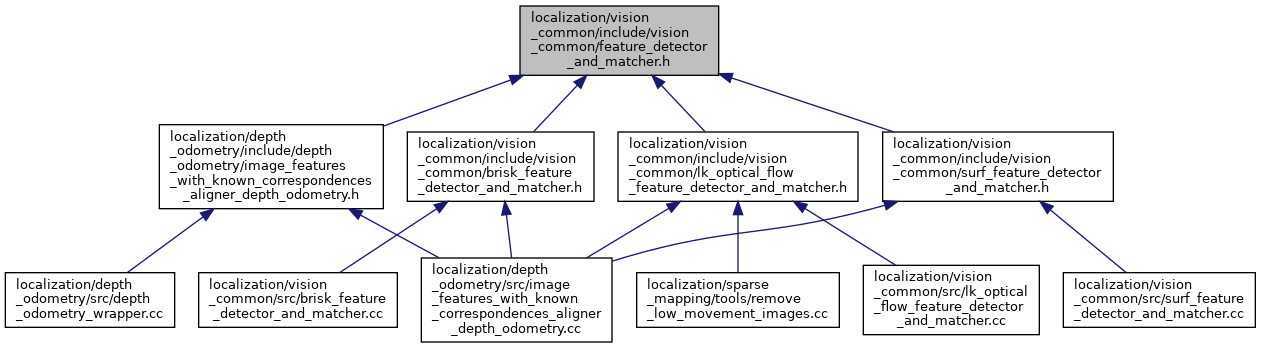 localization/vision
_common/include/vision
_common/feature_detector
_and_matcher.h
localization/depth
_odometry/include/depth
_odometry/image_features
_with_known_correspondences
_aligner_depth_odometry.h
localization/vision
_common/include/vision
_common/brisk_feature
_detector_and_matcher.h
localization/vision
_common/include/vision
_common/lk_optical_flow
_feature_detector_and_matcher.h
localization/vision
_common/include/vision
_common/surf_feature_detector
_and_matcher.h
localization/depth
_odometry/src/depth
_odometry_wrapper.cc
localization/vision
_common/src/brisk_feature
_detector_and_matcher.cc
localization/depth
_odometry/src/image
_features_with_known
_correspondences_aligner
_depth_odometry.cc
localization/sparse
_mapping/tools/remove
_low_movement_images.cc
localization/vision
_common/src/lk_optical
_flow_feature_detector
_and_matcher.cc
localization/vision
_common/src/surf_feature
_detector_and_matcher.cc